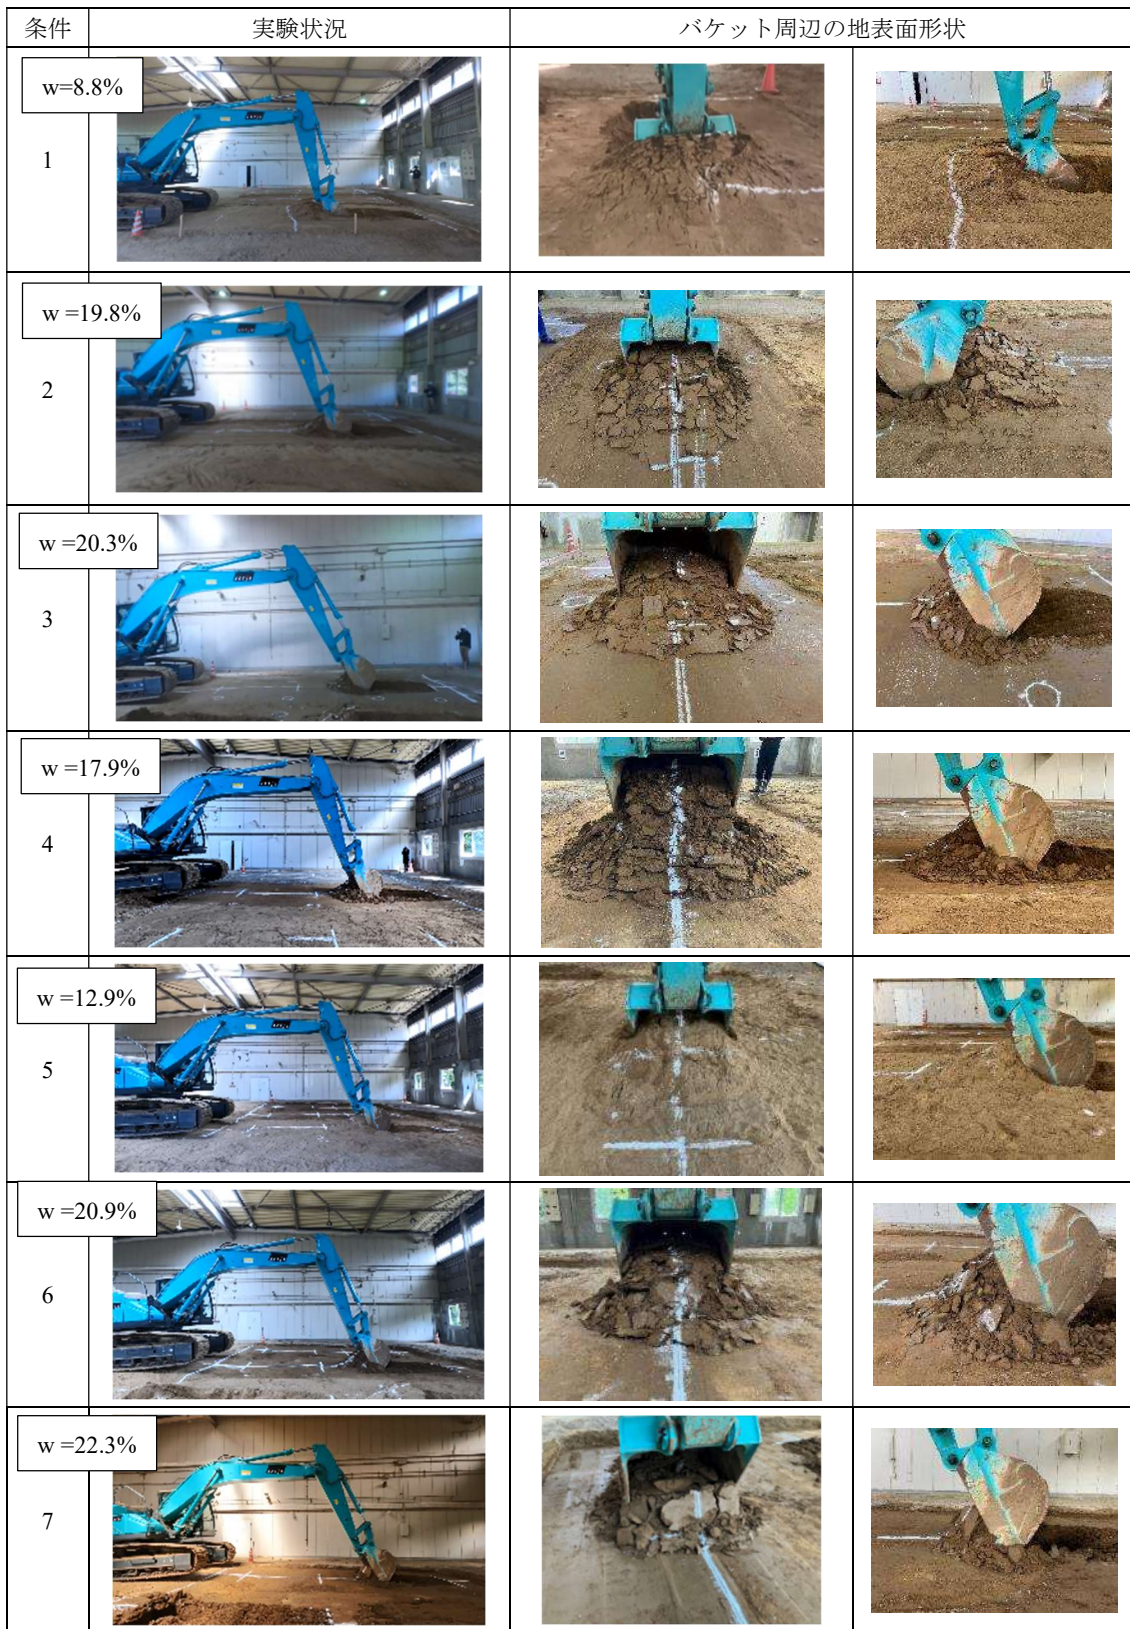 条件 実験状況 バケット周辺の地表面形状
w=8.8%
1
w =19.8%
2
w =20.3%
3
w =17.9%
4
w =12.9%
5
w =20.9%
6
w =22.3%
7